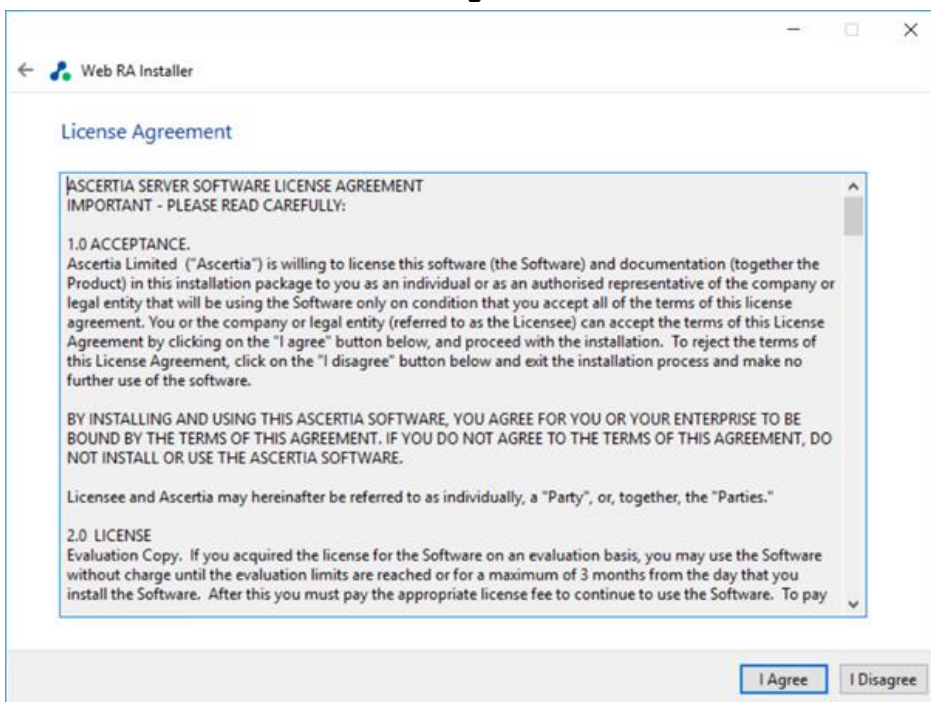 Web RA Installer
License Agreement
ASCERTIA SERVER SOFTWARE LICENSE AGREEMENT
IMPORTANT - PLEASE READ CAREFULLY:
1.0 ACCEPTANCE.
Ascertia Limited  ("Ascertia") is willing to license this software (the Software) and documentation (together the
Product) in this installation package to you as an individual or as an authorised representative of the company or
legal entity that will be using the Software only on condition that you accept all of the terms of this license
agreement. You or the company or legal entity (referred to as the Licensee) can accept the terms of this License
Agreement by clicking on the "I agree" button below, and proceed with the installation.  To reject the terms of
this License Agreement, click on the "I disagree" button below and exit the installation process and make no
further use of the software.
BY INSTALLING AND USING THIS ASCERTIA SOFTWARE, YOU AGREE FOR YOU OR YOUR ENTERPRISE TO BE
BOUND BY THE TERMS OF THIS AGREEMENT. IF YOU DO NOT AGREE TO THE TERMS OF THIS AGREEMENT, DO
NOT INSTALL OR USE THE ASCERTIA SOFTWARE.
Licensee and Ascertia may hereinafter be referred to as individually, a "Party", or, together, the "Parties."
2.0  LICENSE
Evaluation Copy.  If you acquired the license for the Software on an evaluation basis, you may use the Software
without charge until the evaluation limits are reached or for a maximum of 3 months from the day that you
install the Software.  After this you must pay the appropriate license fee to continue to use the Software.  To pay
I Agree
I Disagree